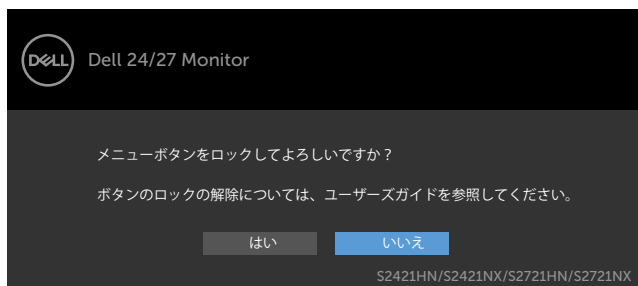 DELL Dell 24/27 Monitor
メニューボタンをロックしてよろしいですか？
ボタンのロックの解除については、ユーザーズガイドを参照してください。
はい いいえ
S2421HN/S2421NX/S2721HN/S2721NX